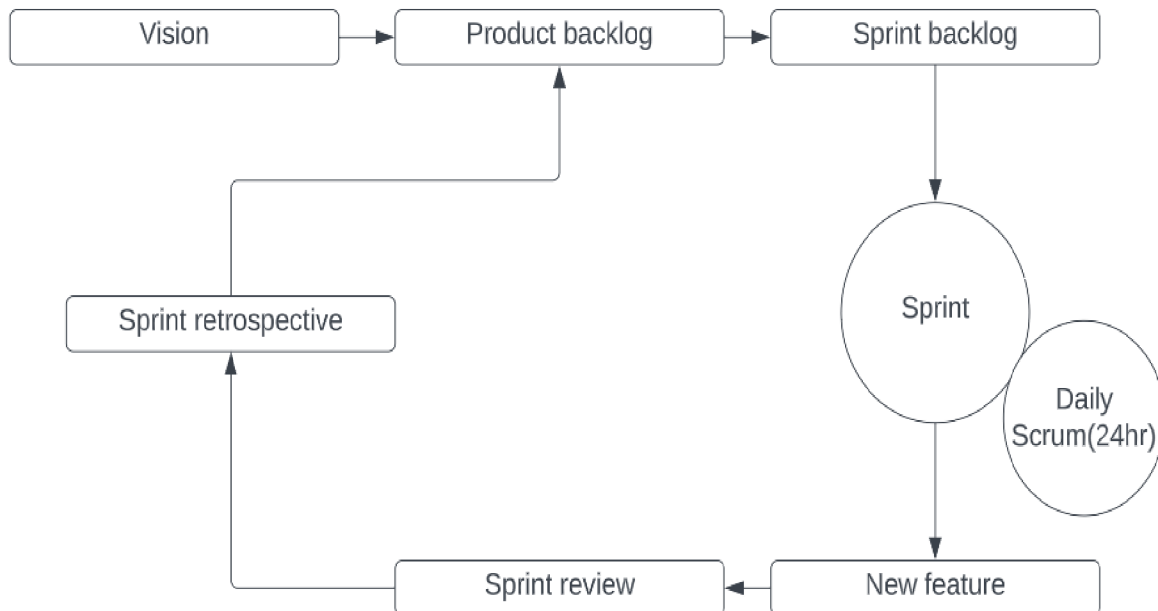 Vision
Product backlog
Sprint backlog
Sprint
Daily
Scrum(24hr)
Sprint retrospective
Sprint review
New feature